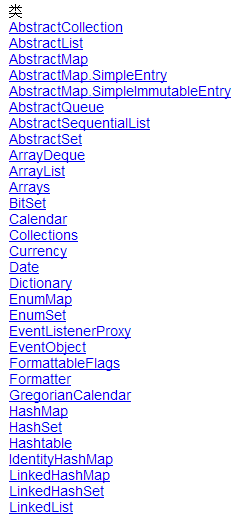 类
AbstractCollection
AbstractList
AbstractMap
AbstractMap.SimpleEntry
AbstractMap.SimpleImmutableEntry
AbstractQueue
AbstractSequentialList
AbstractSet
ArrayDeque
ArrayList
Arrays
BitSet
Calendar
Collections
Currency
Date
Dictionary
EnumMap
EnumSet
EventListenerProxy
EventObject
FormattableFlags
Formatter
GregorianCalendar
HashMap
HashSet
Hashtable
IdentityHashMap
LinkedHashMap
LinkedHashSet
LinkedList